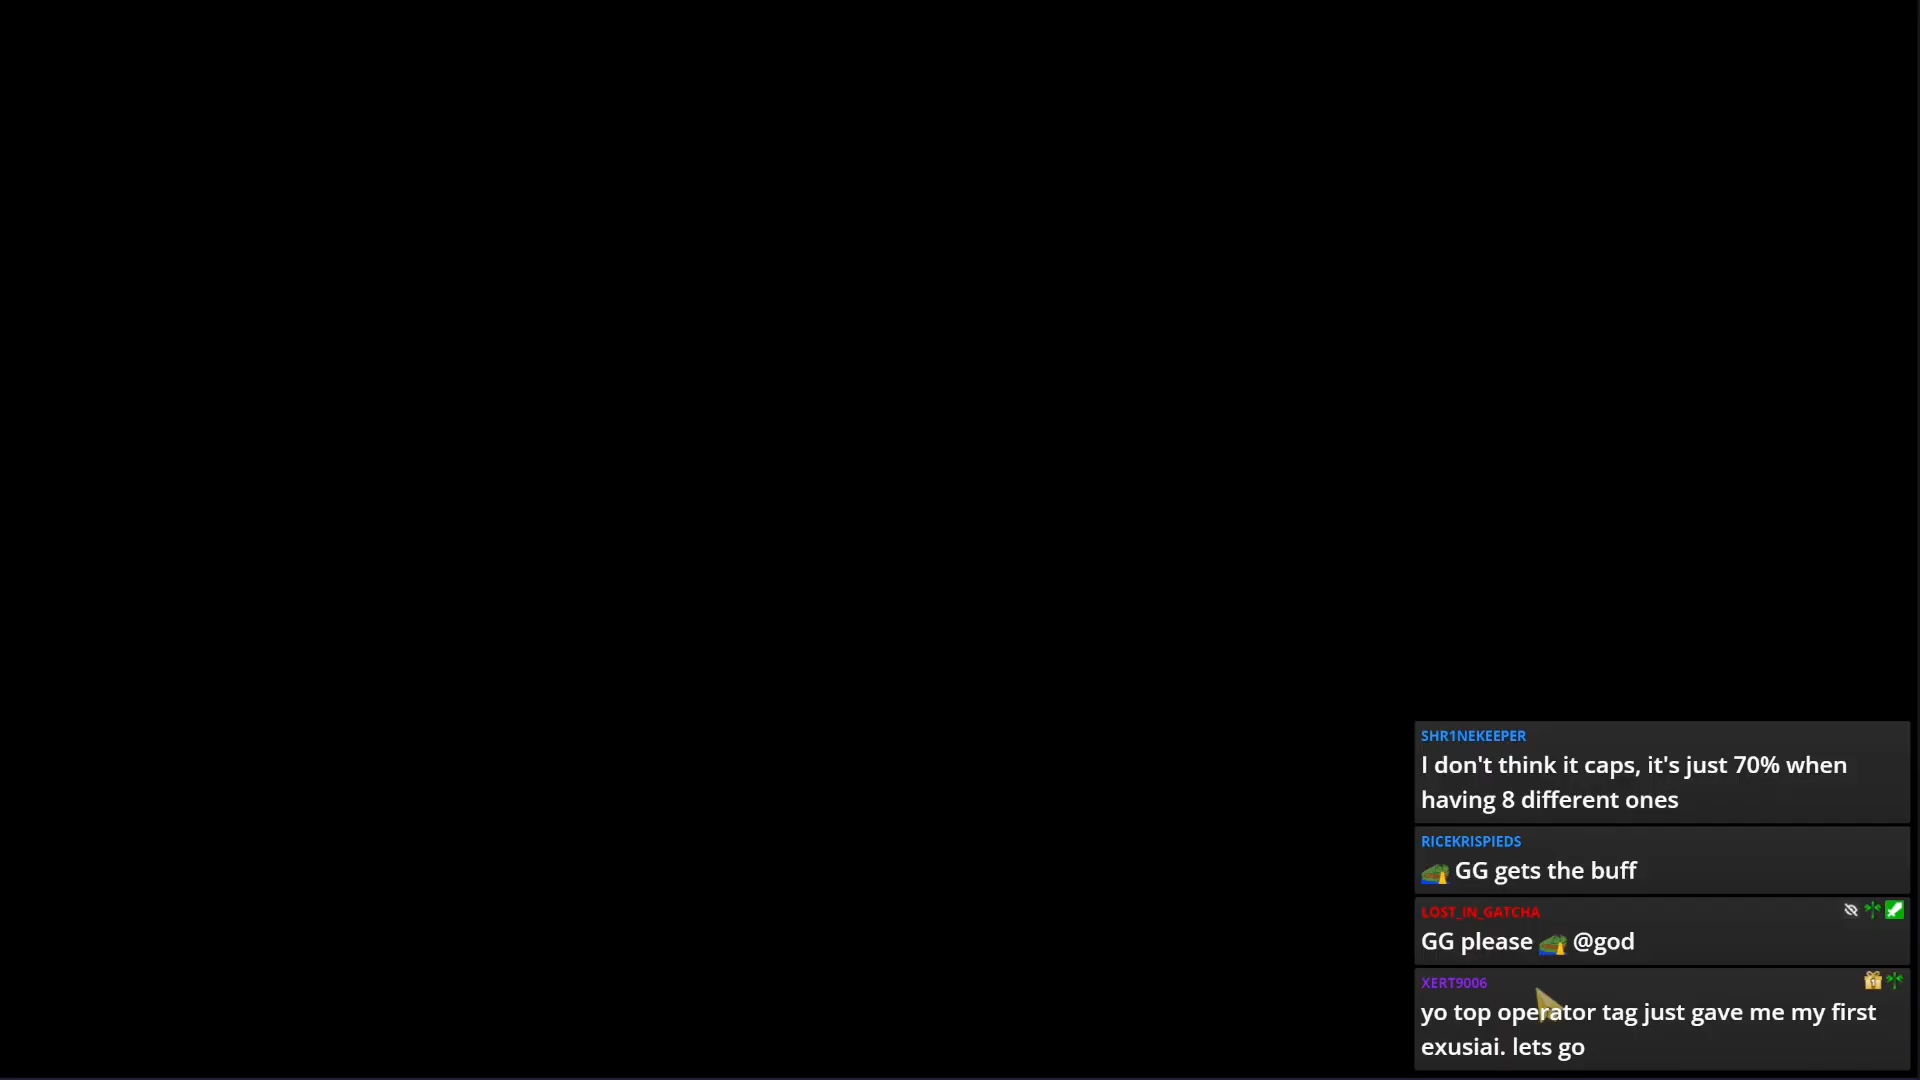 SHR1NEKEEPER
I don't think it caps, it's just 70% when
having 8 different ones
RICEKRISPIEDS
GG gets the buff
LOST_IN_GATCHA
GG please @god
XERT9006
yo top operator tag just gave me my first
exusiai. lets go